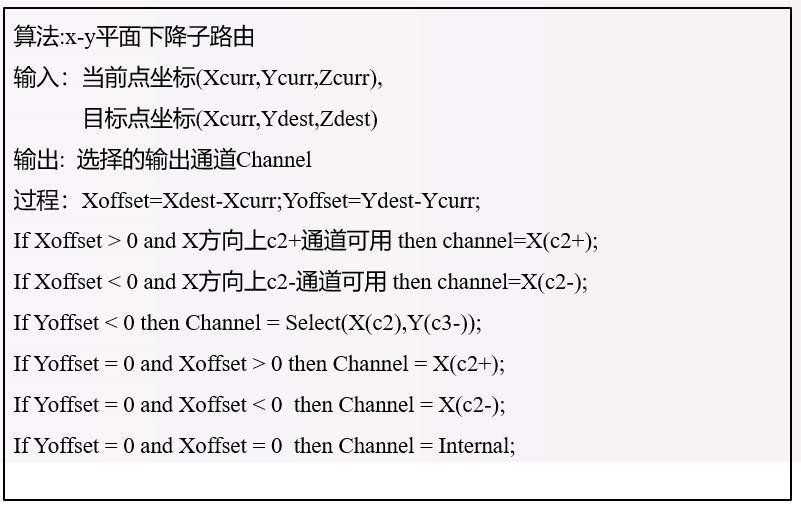 算法:x-y平面下降子路由
输入：当前点坐标(Xcurr,Ycurr,Zcurr),
目标点坐标(Xcurr,Ydest,Zdest)
输出: 选择的输出通道Channel
过程：Xoffset=Xdest-Xcurr;Yoffset=Ydest-Ycurr;
If Xoffset > 0 and X方向上c2+通道可用 then channel=X(c2+);
If Xoffset < 0 and X方向上c2-通道可用 then channel=X(c2-);
If Yoffset < 0 then Channel = Select(X(c2),Y(c3-));
If Yoffset = 0 and Xoffset > 0 then Channel = X(c2+);
If Yoffset = 0 and Xoffset < 0  then Channel = X(c2-);
If Yoffset = 0 and Xoffset = 0  then Channel = Internal;